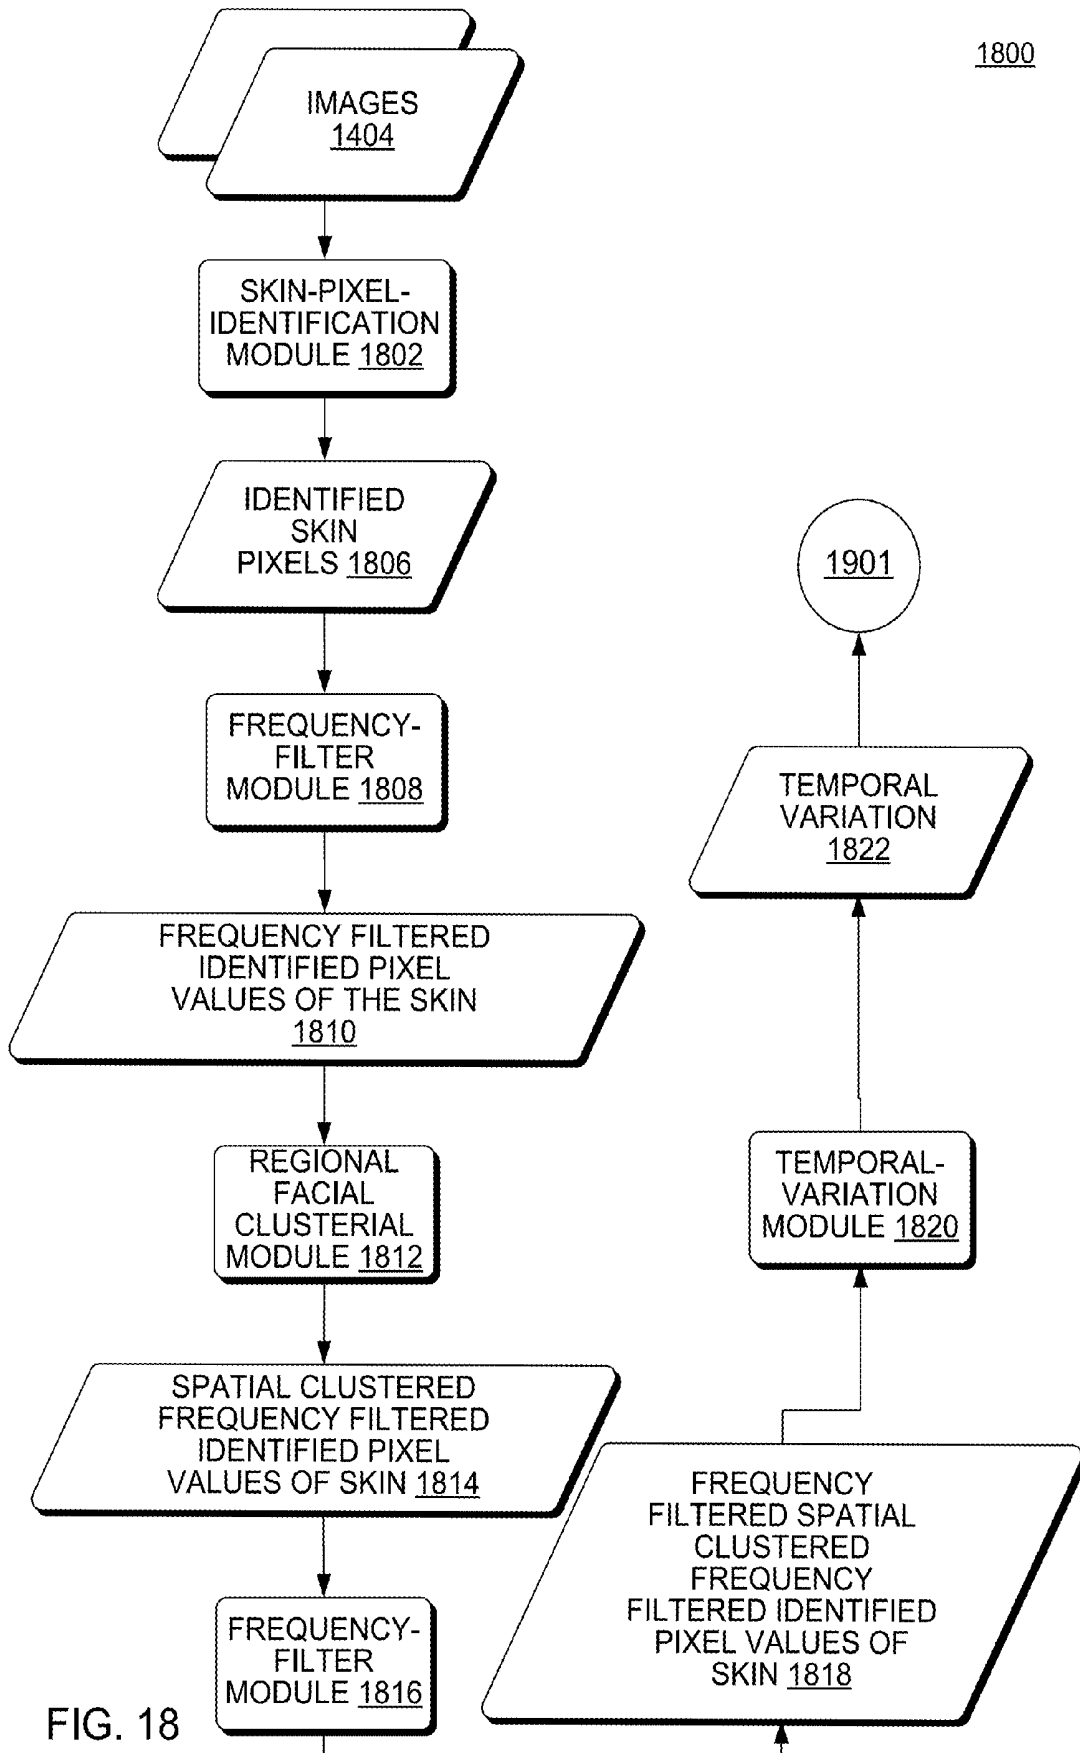 1800
IMAGES
1404
SKIN-PIXEL-
IDENTIFICATION
MODULE 1802
IDENTIFIED
SKIN
PIXELS 1806
FREQUENCY-
FILTER
MODULE 1808
FREQUENCY FILTERED
IDENTIFIED PIXEL
VALUES OF THE SKIN
1810
REGIONAL
FACIAL
CLUSTERIAL
MODULE 1812
SPATIAL CLUSTERED
FREQUENCY FILTERED
IDENTIFIED PIXEL
VALUES OF SKIN 1814
FREQUENCY-
FILTER
MODULE 1816
FREQUENCY
FILTERED SPATIAL
CLUSTERED
FREQUENCY
FILTERED IDENTIFIED
PIXEL VALUES OF
SKIN 1818
TEMPORAL-
VARIATION
MODULE 1820
TEMPORAL
VARIATION
1822
1901
FIG. 18